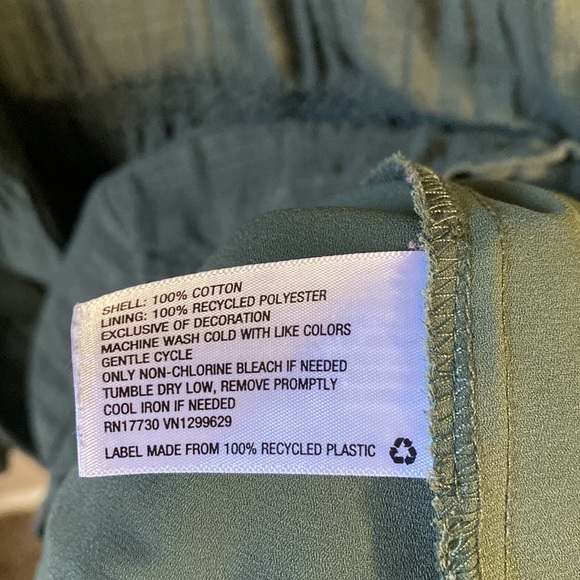 SHELL: 100% COTTON
LINING: 100% RECYCLED POLYESTER
EXCLUSIVE OF DECORATION
MACHINE WASH COLD WITH LIKE COLORS
GENTLE CYCLE
ONLY NON-CHLORINE BLEACH IF NEEDED
TUMBLE DRY LOW, REMOVE PROMPTLY
COOL IRON IF NEEDED
RN17730 VN1299629
LABEL MADE FROM 100% RECYCLED PLASTIC